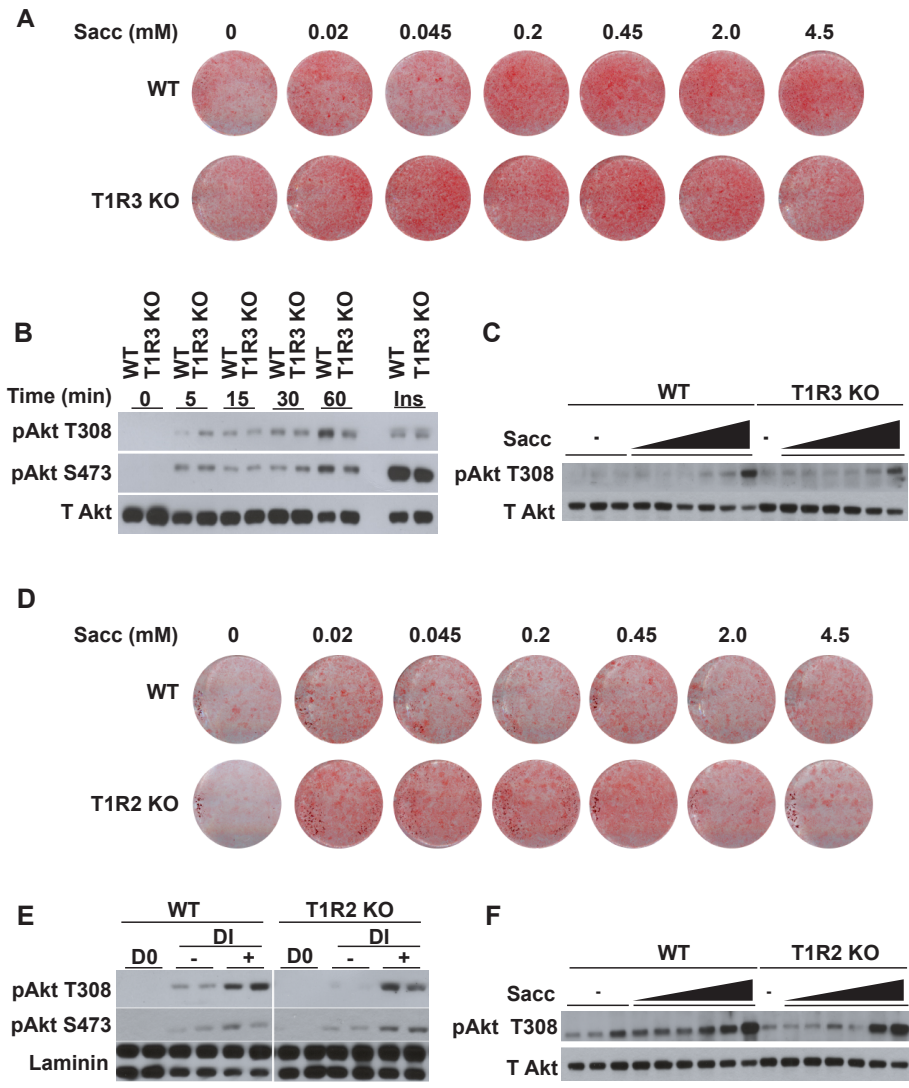 A
Sacc (mM) 0 0.02 0.045 0.2 0.45 2.0 4.5
WT
T1R3 KO
B
WT T1R3 KO WT T1R3 KO WT T1R3 KO WT T1R3 KO WT T1R3 KO WT T1R3 KO
Time (min) 0 5 15 30 60 Ins
pAkt T308
pAkt S473
T Akt
C
WT T1R3 KO
Sacc - -
pAkt T308
T Akt
D
Sacc (mM) 0 0.02 0.045 0.2 0.45 2.0 4.5
WT
T1R2 KO
E
WT T1R2 KO
DI DI
D0 - + D0 - +
pAkt T308
pAkt S473
Laminin
F
WT T1R2 KO
Sacc - -
pAkt T308
T Akt